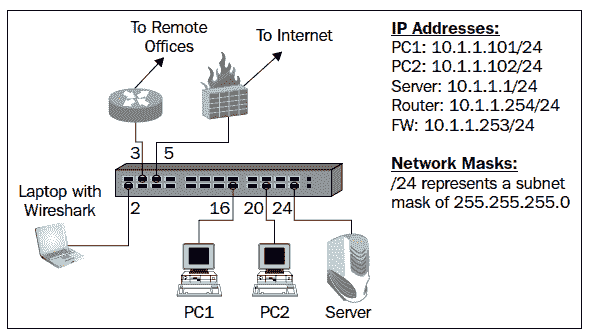 To Remote
Offices
To Internet
3 5
Laptop with
Wireshark
2
16 20 24
PC1
PC2
Server
IP Addresses:
PC1: 10.1.1.101/24
PC2: 10.1.1.102/24
Server: 10.1.1.1/24
Router: 10.1.1.254/24
FW: 10.1.1.253/24
Network Masks:
/24 represents a subnet
mask of 255.255.255.0